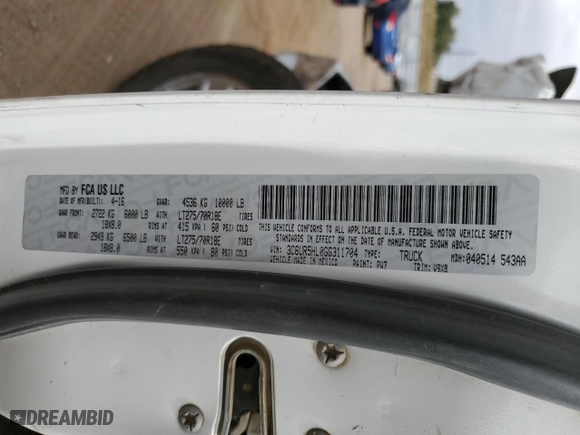 MFD BY FCA US LLC
DATE OF MFR(BUILT): 4-16 GVWR: 4536 KG 10000 LB
GAWR FRONT: 2722 KG 6000 LB WITH LT275/70R18E TIRES
18X8.0 RIMS AT 415 KPA ( 60 PSI) COLD
GAWR REAR: 2949 KG 6500 LB WITH LT275/70R18E TIRES
18X8.0 RIMS AT 550 KPA ( 80 PSI) COLD
THIS VEHICLE CONFORMS TO ALL APPLICABLE U.S.A. FEDERAL MOTOR VEHICLE SAFETY
STANDARDS IN EFFECT ON THE DATE OF MANUFACTURE SHOWN ABOVE.
VIN: 3C6UR5HL0GG311704 TYPE: TRUCK MDH: 040514 543AA
VEHICLE MADE IN MEXICO PAINT: PW7 TRIM: V9X8
DREAMBID